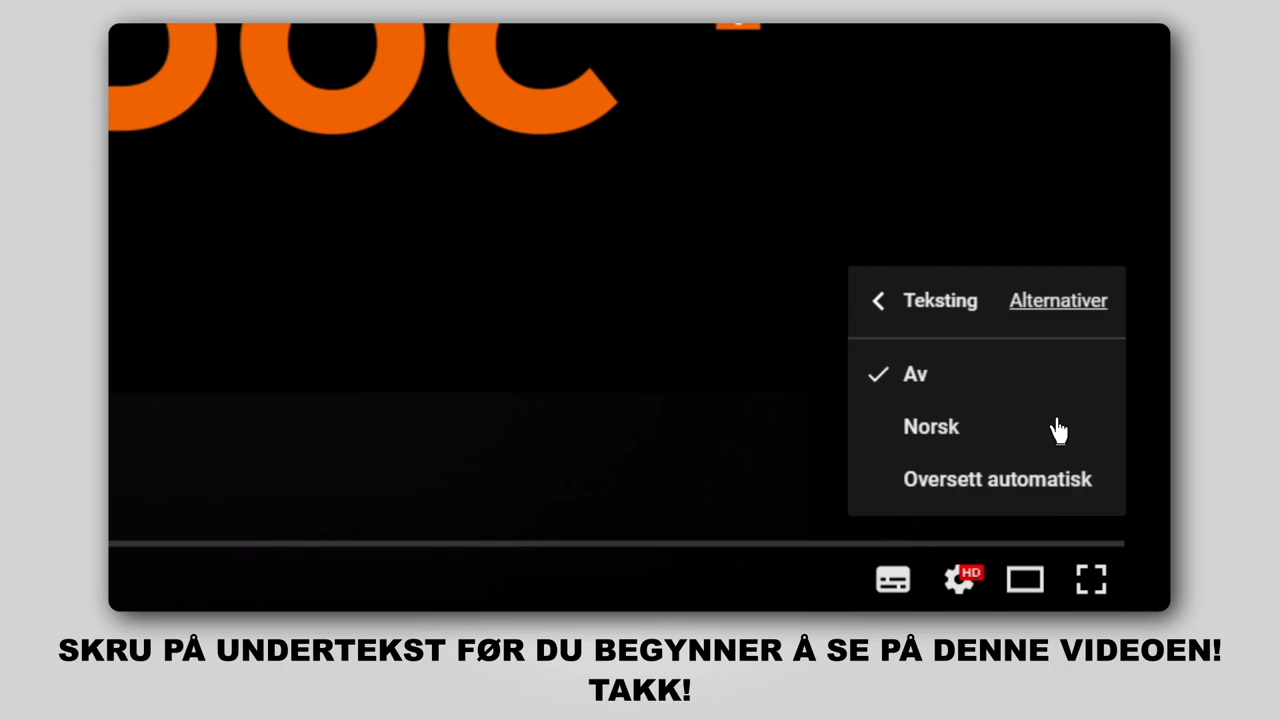 Teksting Alternativer
Av
Norsk
Oversett automatisk
HD
SKRU PÅ UNDERTEKST FØR DU BEGYNNER Å SE PÅ DENNE VIDEOEN!
TAKK!